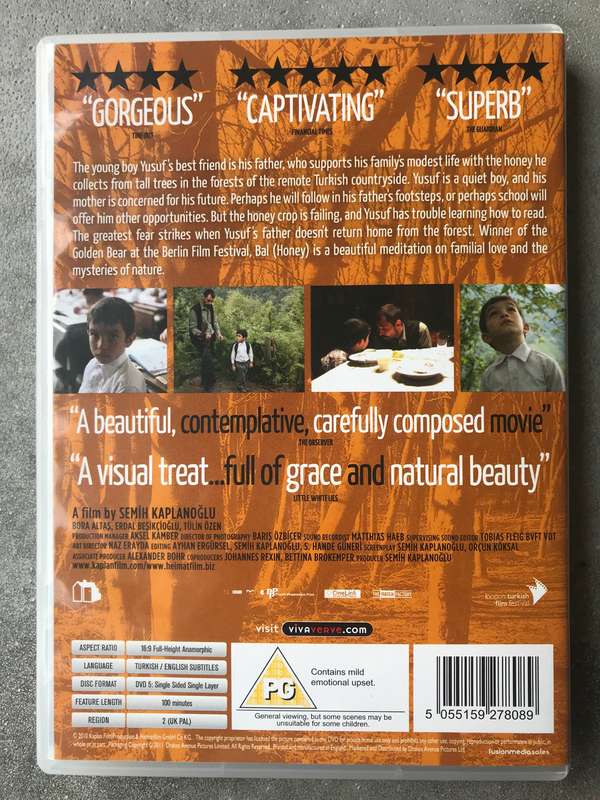 ★★★★ ★★★★★ ★★★★
“GORGEOUS” “CAPTIVATING” “SUPERB”
TIME OUT FINANCIAL TIMES THE GUARDIAN
The young boy Yusuf's best friend is his father, who supports his family's modest life with the honey he
collects from tall trees in the forests of the remote Turkish countryside. Yusuf is a quiet boy, and his
mother is concerned for his future. Perhaps he will follow in his father's footsteps, or perhaps school will
offer him other opportunities. But the honey crop is failing, and Yusuf has trouble learning how to read.
The greatest fear strikes when Yusuf's father doesn't return home from the forest. Winner of the
Golden Bear at the Berlin Film Festival, Bal (Honey) is a beautiful meditation on familial love and the
mysteries of nature.
“A beautiful, contemplative, carefully composed movie”
THE OBSERVER
“A visual treat...full of grace and natural beauty”
LITTLE WHITE LIES
A film by SEMİH KAPLANOĞLU
BORA ALTAŞ, ERDAL BEŞİKÇİOĞLU, TÜLİN ÖZEN
PRODUCTION MANAGER AKSEL KAMBER DIRECTOR OF PHOTOGRAPHY BARIŞ ÖZBİÇER SOUND RECORDIST MATTHIAS HAEB SUPERVISING SOUND EDITOR TOBIAS FLEIG BVFT VDT
ART DIRECTOR NAZ ERAYDA EDITING AYHAN ERGÜRSEL, SEMİH KAPLANOĞLU, S. HANDE GÜNERİ SCREENPLAY SEMİH KAPLANOĞLU, ORÇUN KÖKSAL
ASSOCIATE PRODUCER ALEXANDER BOHR COPRODUCERS JOHANNES REXIN, BETTINA BROKEMPER PRODUCER SEMİH KAPLANOĞLU
www.kaplanfilm.com/www.heimatfilm.biz
CineLink
THE MATCH FACTORY
london turkish
film festival
visit vivaverve.com
ASPECT RATIO 16:9 Full-Height Anamorphic
LANGUAGE TURKISH / ENGLISH SUBTITLES
DISC FORMAT DVD 5: Single Sided Single Layer
FEATURE LENGTH 100 minutes
REGION 2 (UK PAL)
PG
Contains mild
emotional upset.
General viewing, but some scenes may be
unsuitable for some children.
5 055159 278089
fusionmediasales